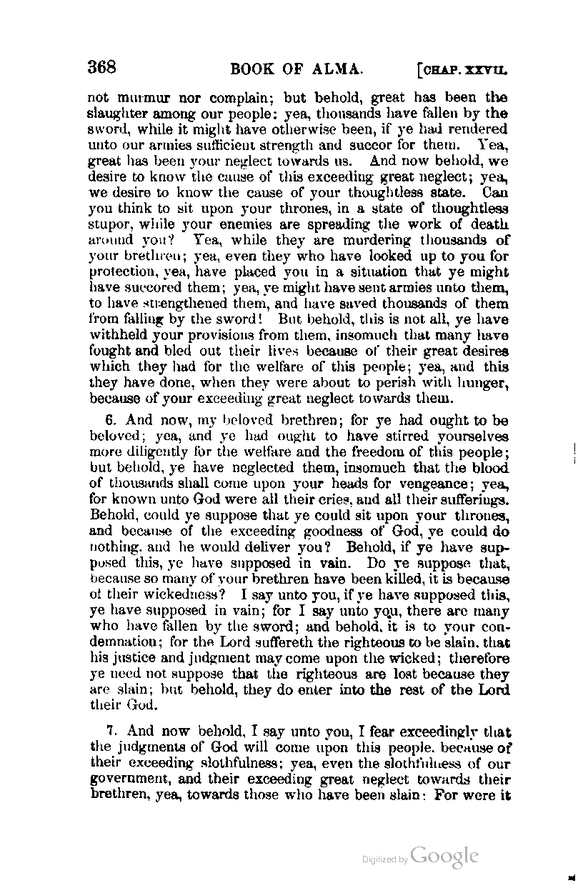 368 BOOK OF ALMA. [CHAP. XXVII.
not murmur nor complain; but behold, great has been the
slaughter among our people: yea, thousands have fallen by the
sword, while it might have otherwise been, if ye had rendered
unto our armies sufficient strength and succor for them. Yea,
great has been your neglect towards us. And now behold, we
desire to know the cause of this exceeding great neglect; yea,
we desire to know the cause of your thoughtless state. Can
you think to sit upon your thrones, in a state of thoughtless
stupor, while your enemies are spreading the work of death
around you? Yea, while they are murdering thousands of
your brethren; yea, even they who have looked up to you for
protection, yea, have placed you in a situation that ye might
have succored them; yea, ye might have sent armies unto them,
to have strengthened them, and have saved thousands of them
from falling by the sword! But behold, this is not all, ye have
withheld your provisions from them, insomuch that many have
fought and bled out their lives because of their great desires
which they had for the welfare of this people; yea, and this
they have done, when they were about to perish with hunger,
because of your exceeding great neglect towards them.
6. And now, my beloved brethren; for ye had ought to be
beloved; yea, and ye had ought to have stirred yourselves
more diligently for the welfare and the freedom of this people;
but behold, ye have neglected them, insomuch that the blood
of thousands shall come upon your heads for vengeance; yea,
for known unto God were all their cries, and all their sufferings.
Behold, could ye suppose that ye could sit upon your thrones,
and because of the exceeding goodness of God, ye could do
nothing, and he would deliver you? Behold, if ye have sup-
posed this, ye have supposed in vain. Do ye suppose that,
because so many of your brethren have been killed, it is because
of their wickedness? I say unto you, if ye have supposed this,
ye have supposed in vain; for I say unto you, there are many
who have fallen by the sword; and behold, it is to your con-
demnation; for the Lord suffereth the righteous to be slain, that
his justice and judgment may come upon the wicked; therefore
ye need not suppose that the righteous are lost because they
are slain; but behold, they do enter into the rest of the Lord
their God.
7. And now behold, I say unto you, I fear exceedingly that
the judgments of God will come upon this people, because of
their exceeding slothfulness; yea, even the slothfulness of our
government, and their exceeding great neglect towards their
brethren, yea, towards those who have been slain: For were it
Digitized by Google